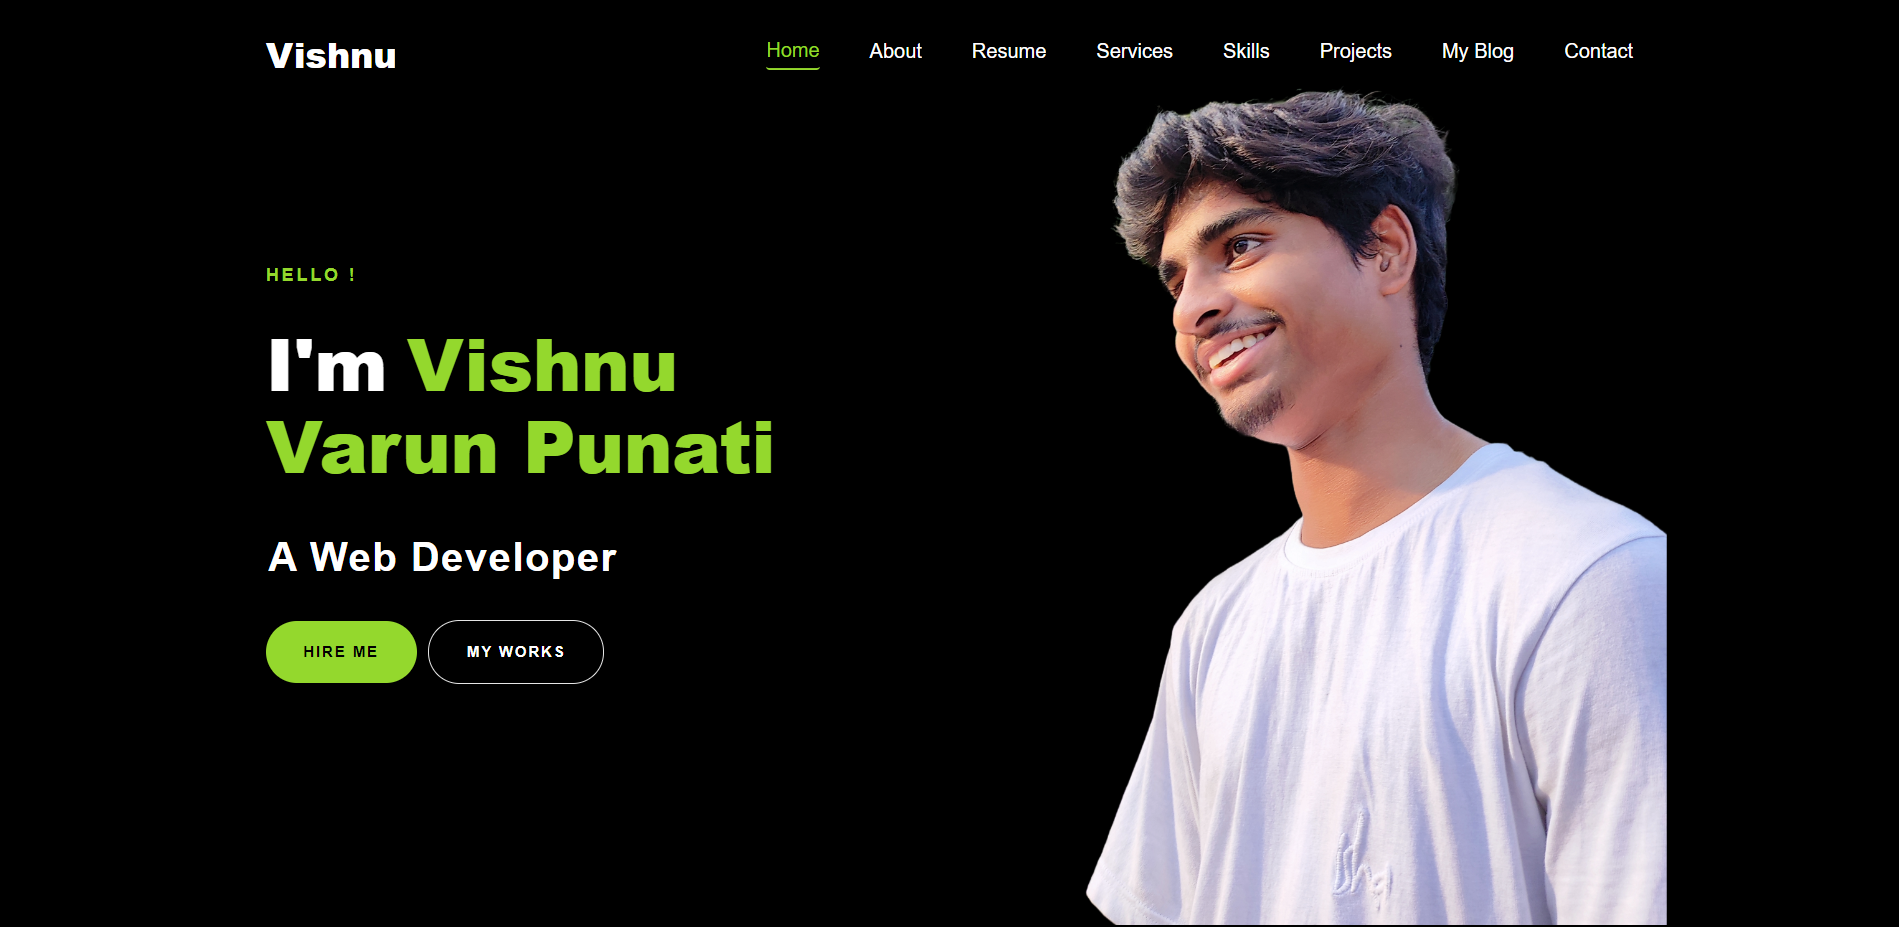 Vishnu
Home About Resume Services Skills Projects My Blog Contact
HELLO !
I'm Vishnu
Varun Punati
A Web Developer
HIRE ME MY WORKS